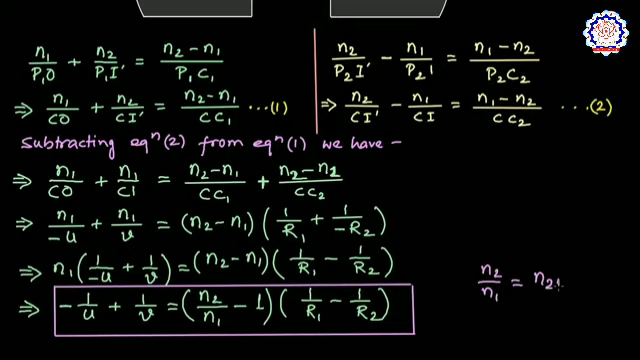 n₁/P₁O + n₂/P₁I' = (n₂ - n₁)/P₁C₁
⇒ n₁/CO + n₂/CI' = (n₂ - n₁)/CC₁ ...(1)
n₂/P₂I' - n₁/P₂I = (n₁ - n₂)/P₂C₂
⇒ n₂/CI' - n₁/CI = (n₁ - n₂)/CC₂ ...(2)
Subtracting eqⁿ(2) from eqⁿ(1) we have -
⇒ n₁/CO + n₁/CI = (n₂ - n₁)/CC₁ + (n₂ - n₁)/CC₂
⇒ n₁/-u + n₁/v = (n₂ - n₁) (1/R₁ + 1/-R₂)
⇒ n₁(1/-u + 1/v) = (n₂ - n₁) (1/R₁ - 1/R₂)
⇒ -1/u + 1/v = (n₂/n₁ - 1) (1/R₁ - 1/R₂)
n₂/n₁ = n₂₁